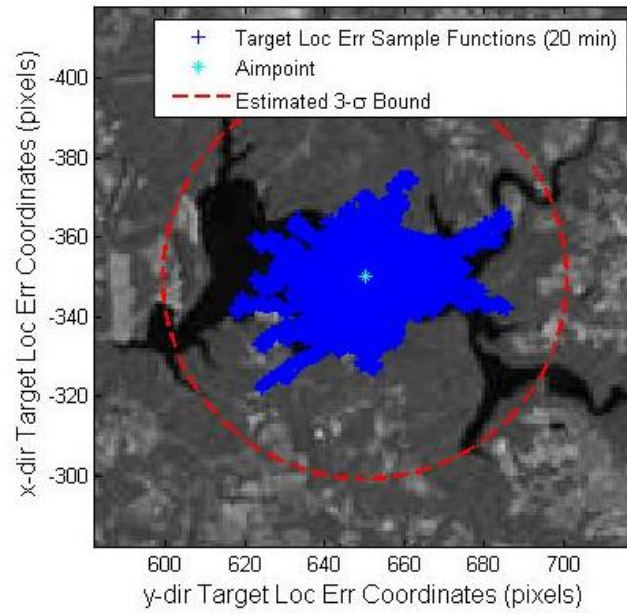 Target Loc Err Sample Functions (20 min)
Aimpoint
Estimated 3-σ Bound
x-dir Target Loc Err Coordinates (pixels)
-400
-380
-360
-340
-320
-300
600
620
640
660
680
700
y-dir Target Loc Err Coordinates (pixels)